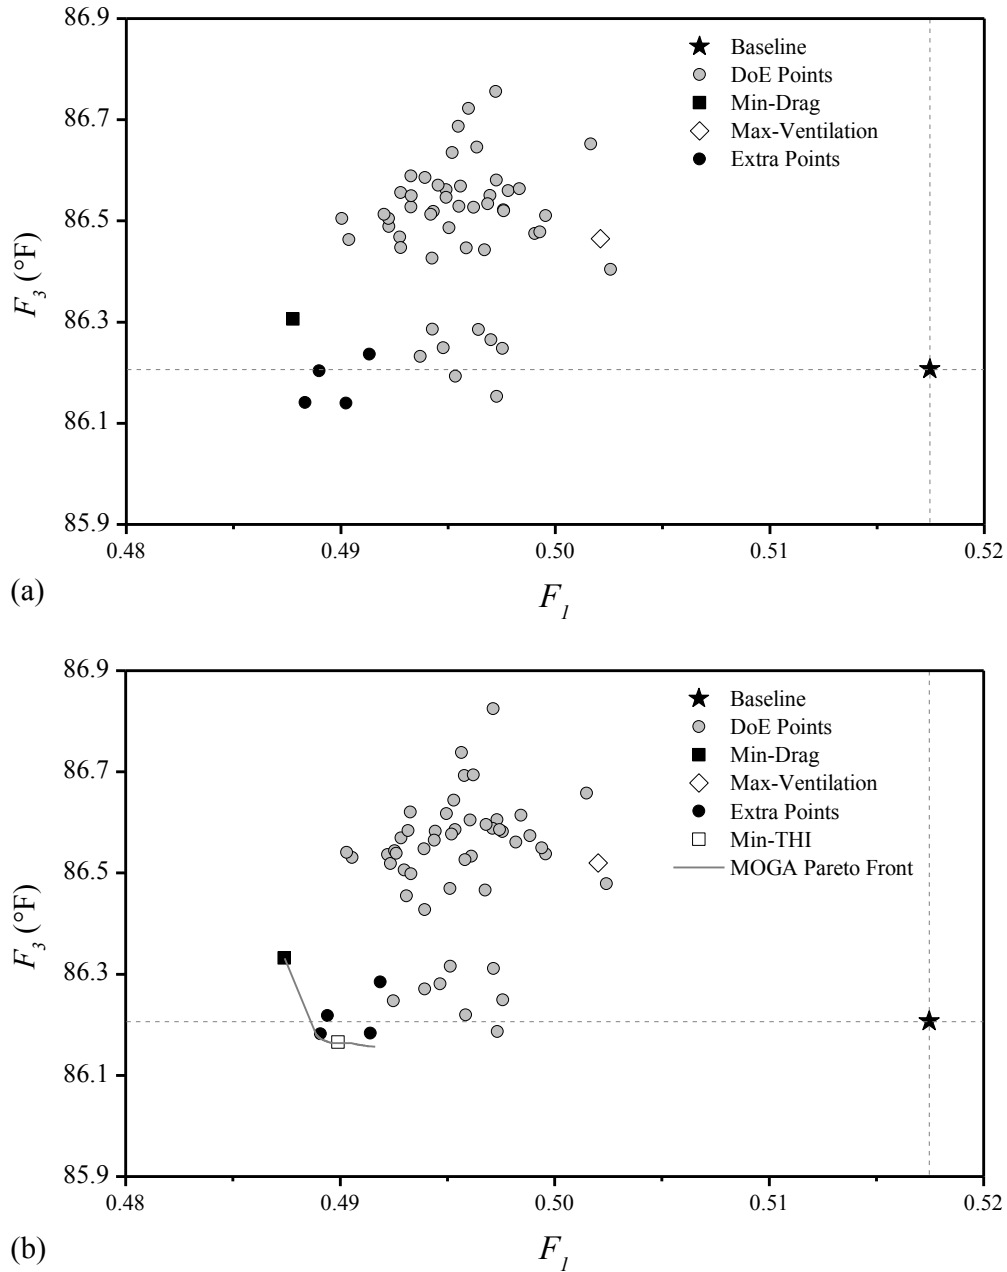 86.9
86.7
86.5
86.3
86.1
85.9
F3 (°F)
Baseline
DoE Points
Min-Drag
Max-Ventilation
Extra Points
0.48 0.49 0.50 0.51 0.52
(a)
F1
86.9
86.7
86.5
86.3
86.1
85.9
F3 (°F)
Baseline
DoE Points
Min-Drag
Max-Ventilation
Extra Points
Min-THI
MOGA Pareto Front
0.48 0.49 0.50 0.51 0.52
(b)
F1